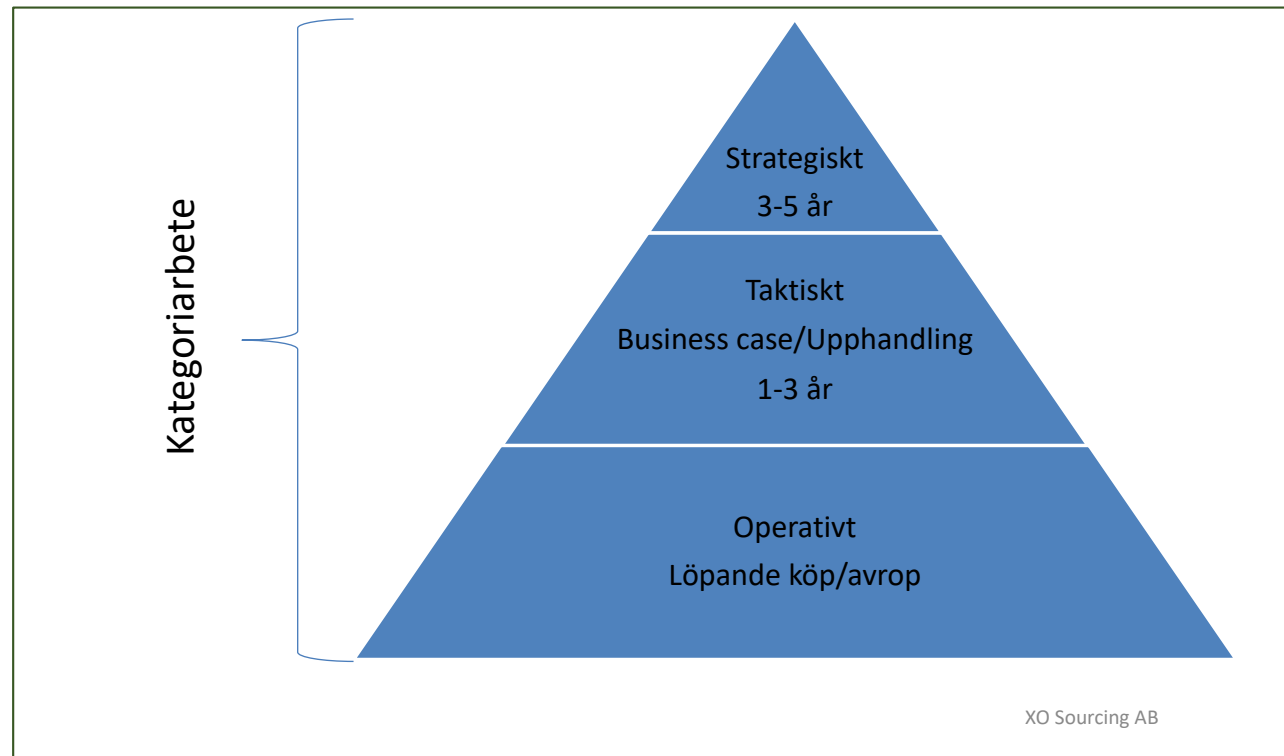 Kategoriarbete
Strategiskt
3-5 år
Taktiskt
Business case/Upphandling
1-3 år
Operativt
Löpande köp/avrop
XO Sourcing AB